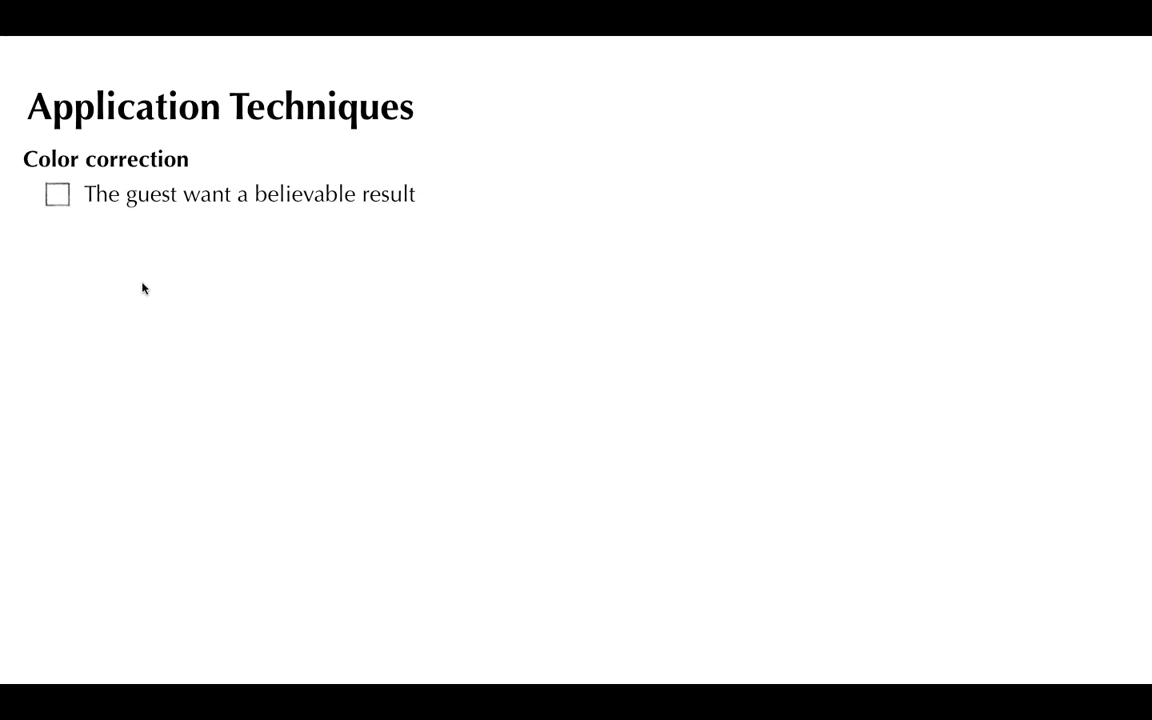 Application Techniques
Color correction
The guest want a believable result